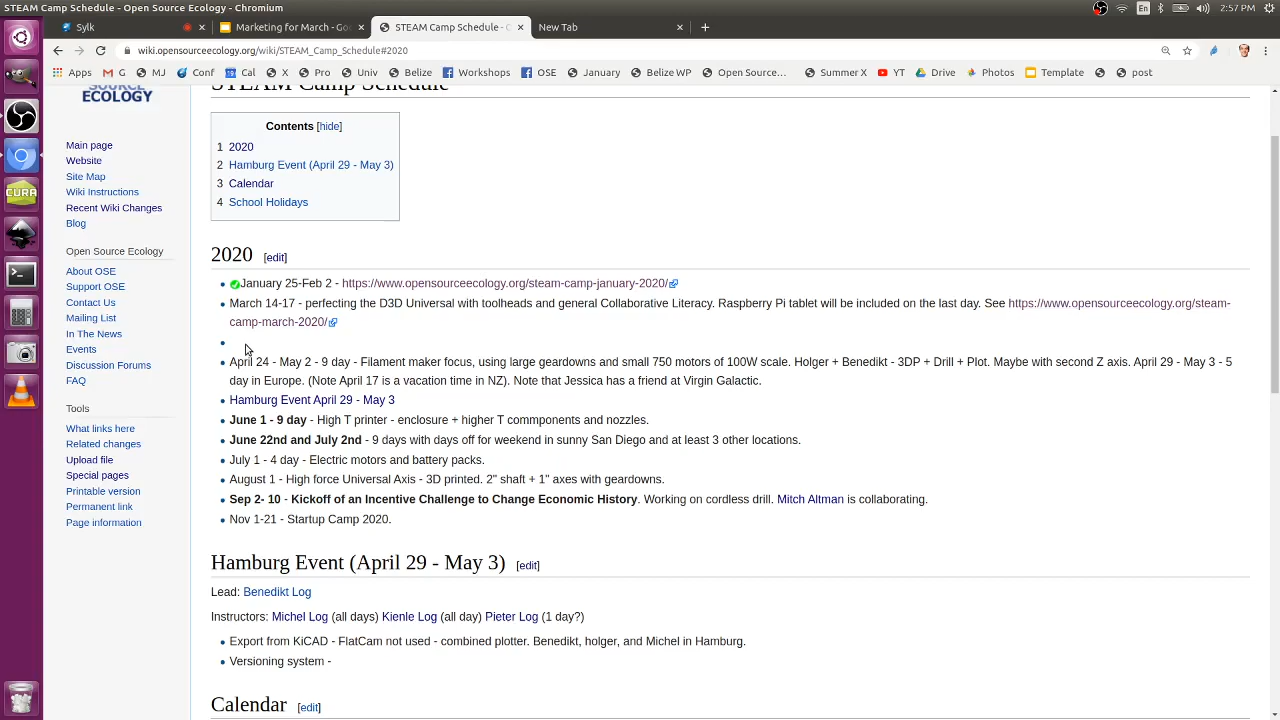 STEAM Camp Schedule - Open Source Ecology - Chromium
En
2:57 PM
Sylk
Marketing for March - Go
STEAM Camp Schedule -
New Tab
wiki.opensourceecology.org/wiki/STEAM_Camp_Schedule#2020
Apps
G
MJ
Conf
Cal
X
Pro
Univ
Belize
Workshops
OSE
January
Belize WP
Open Source...
Summer X
YT
Drive
Photos
Template
post
ECOLOGY
Main page
Website
Site Map
Wiki Instructions
Recent Wiki Changes
Blog
Open Source Ecology
About OSE
Support OSE
Contact Us
Mailing List
In The News
Events
Discussion Forums
FAQ
Tools
What links here
Related changes
Upload file
Special pages
Printable version
Permanent link
Page information
CURA
STEAM Camp Schedule
Contents [hide]
1 2020
2 Hamburg Event (April 29 - May 3)
3 Calendar
4 School Holidays
2020 [edit]
January 25-Feb 2 - https://www.opensourceecology.org/steam-camp-january-2020/
March 14-17 - perfecting the D3D Universal with toolheads and general Collaborative Literacy. Raspberry Pi tablet will be included on the last day. See https://www.opensourceecology.org/steam-
camp-march-2020/
April 24 - May 2 - 9 day - Filament maker focus, using large geardowns and small 750 motors of 100W scale. Holger + Benedikt - 3DP + Drill + Plot. Maybe with second Z axis. April 29 - May 3 - 5
day in Europe. (Note April 17 is a vacation time in NZ). Note that Jessica has a friend at Virgin Galactic.
Hamburg Event April 29 - May 3
June 1 - 9 day - High T printer - enclosure + higher T commponents and nozzles.
June 22nd and July 2nd - 9 days with days off for weekend in sunny San Diego and at least 3 other locations.
July 1 - 4 day - Electric motors and battery packs.
August 1 - High force Universal Axis - 3D printed. 2" shaft + 1" axes with geardowns.
Sep 2- 10 - Kickoff of an Incentive Challenge to Change Economic History. Working on cordless drill. Mitch Altman is collaborating.
Nov 1-21 - Startup Camp 2020.
Hamburg Event (April 29 - May 3) [edit]
Lead: Benedikt Log
Instructors: Michel Log (all days) Kienle Log (all day) Pieter Log (1 day?)
Export from KiCAD - FlatCam not used - combined plotter. Benedikt, holger, and Michel in Hamburg.
Versioning system -
Calendar [edit]